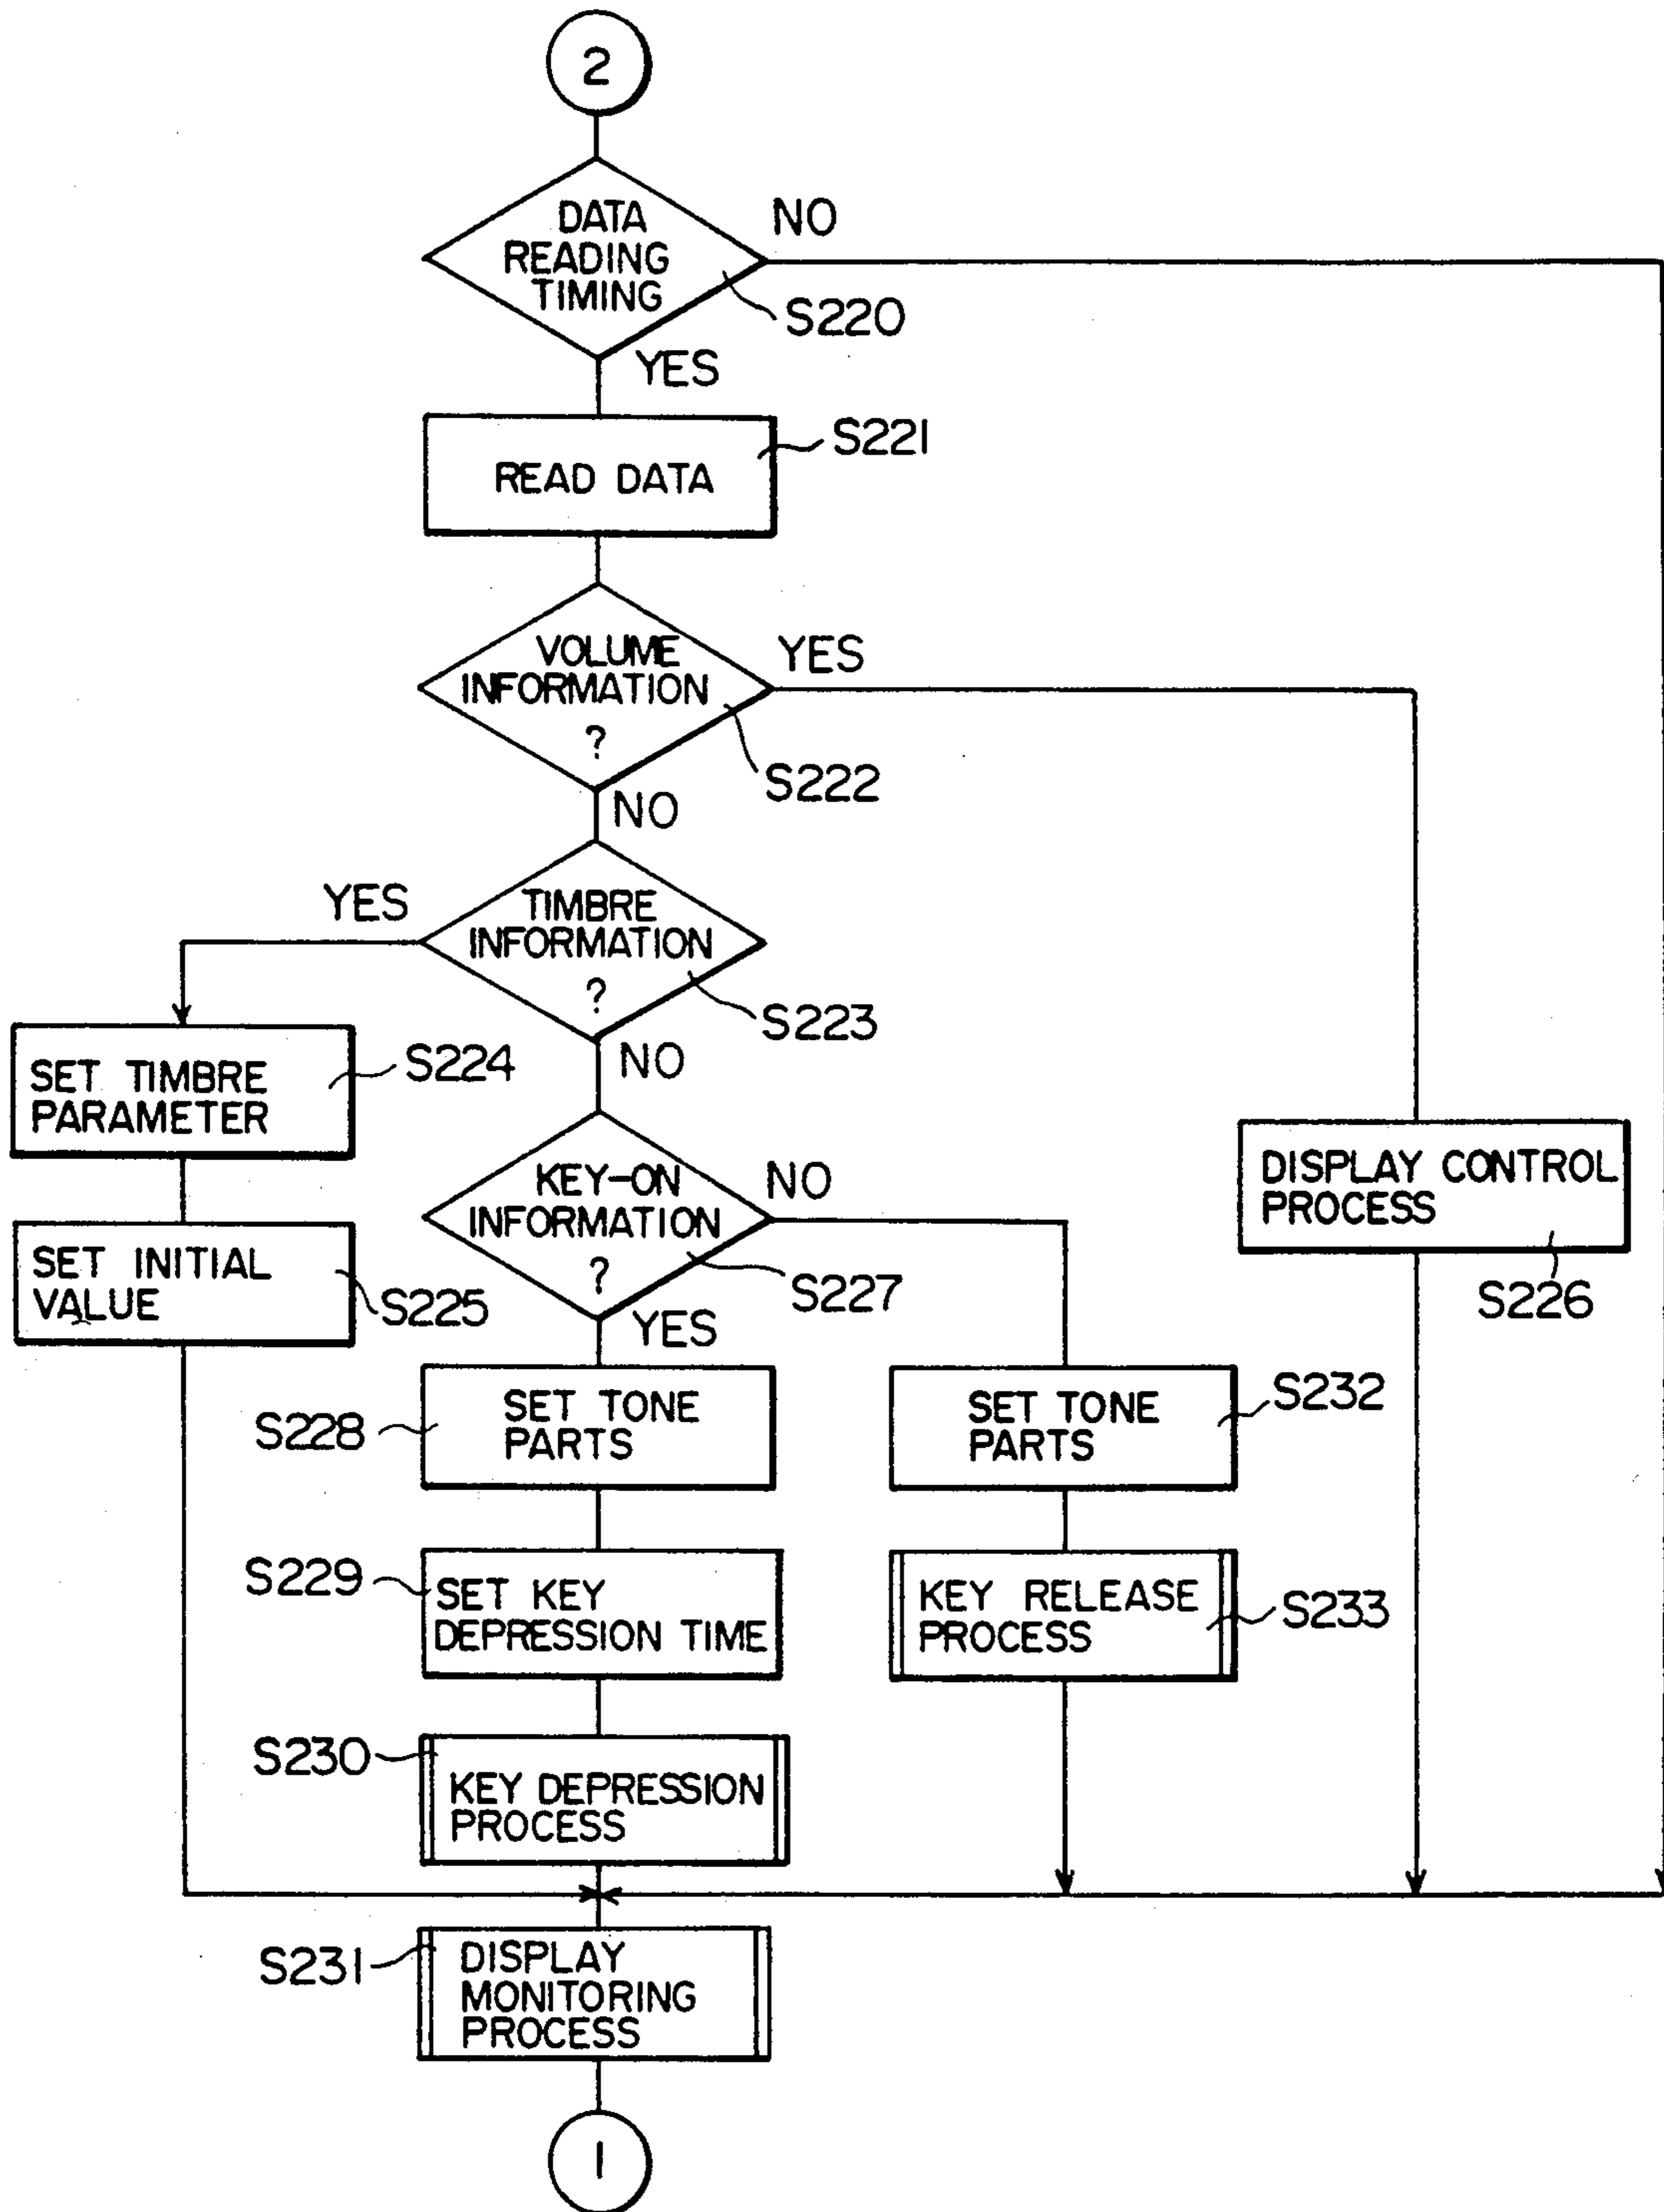 2
DATA
READING
TIMING
NO
S220
YES
READ DATA
S221
VOLUME
INFORMATION
?
YES
S222
NO
TIMBRE
INFORMATION
?
YES
S223
NO
SET TIMBRE
PARAMETER
S224
SET INITIAL
VALUE
S225
KEY-ON
INFORMATION
?
NO
S227
YES
DISPLAY CONTROL
PROCESS
S226
S228
SET TONE
PARTS
SET TONE
PARTS
S232
S229
SET KEY
DEPRESSION TIME
KEY RELEASE
PROCESS
S233
S230
KEY DEPRESSION
PROCESS
S231
DISPLAY
MONITORING
PROCESS
1